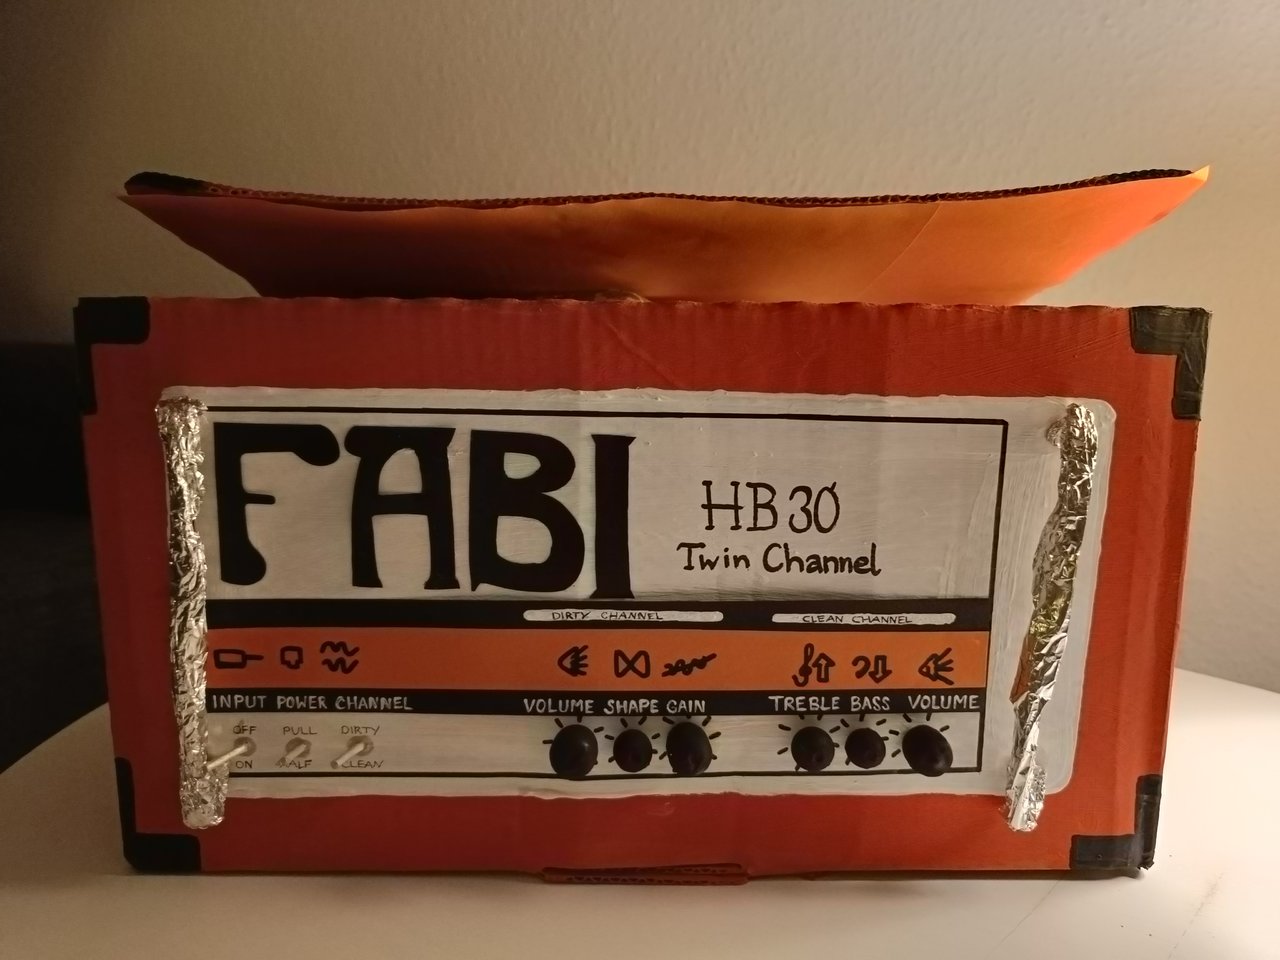 FABI
HB 30
Twin Channel
DIRTY CHANNEL CLEAN CHANNEL
INPUT POWER CHANNEL VOLUME SHAPE GAIN TREBLE BASS VOLUME
OFF PULL DIRTY
ON HALF CLEAN